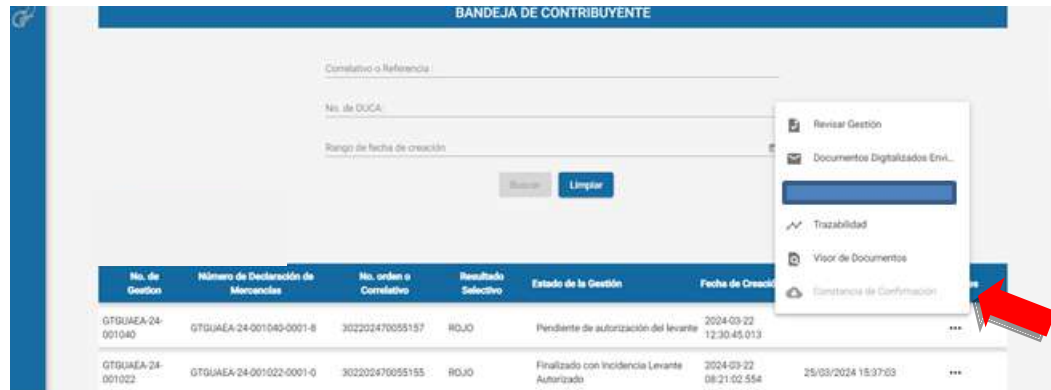 BANDEJA DE CONTRIBUYENTE
Correlativo o Referencia
No. de DUCA:
Rango de fecha de creación
Buscar
Limpiar
Revisar Gestión
Documentos Digitalizados Envi...
Trazabilidad
Visor de Documentos
Constancia de Confirmación
No. de Gestion
Número de Declaración de Mercancías
No. orden o Correlativo
Resultado Selectivo
Estado de la Gestión
Fecha de Creació
GTGUAEA-24-001040
GTGUAEA-24-001040-0001-8
302202470055157
ROJO
Pendiente de autorización del levante
2024-03-22 12:30:45.013
...
GTGUAEA-24-001022
GTGUAEA-24-001022-0001-0
302202470055155
ROJO
Finalizado con Incidencia Levante Autorizado
2024-03-22 08:21:02.554
25/03/2024 15:37:03
...